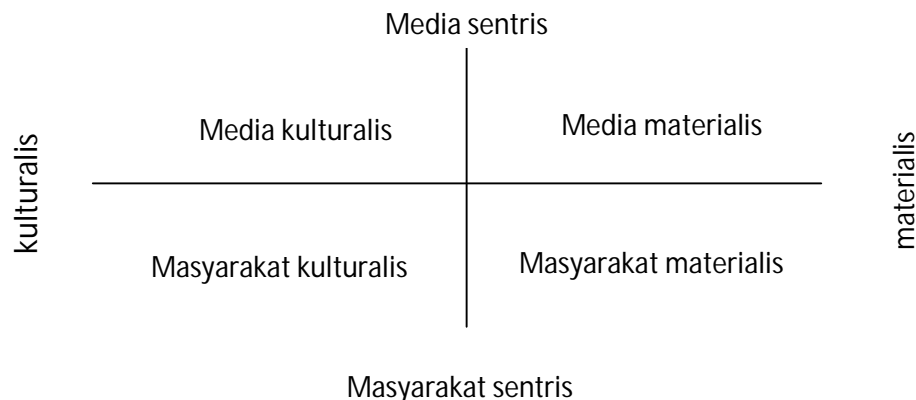 Media sentris
Media kulturalis
Media materialis
kulturalis
materialis
Masyarakat kulturalis
Masyarakat materialis
Masyarakat sentris